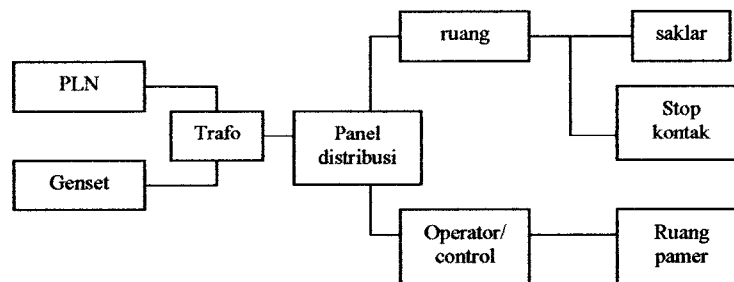 PLN
Genset
Trafo
Panel
distribusi
ruang
saklar
Stop
kontak
Operator/
control
Ruang
pamer